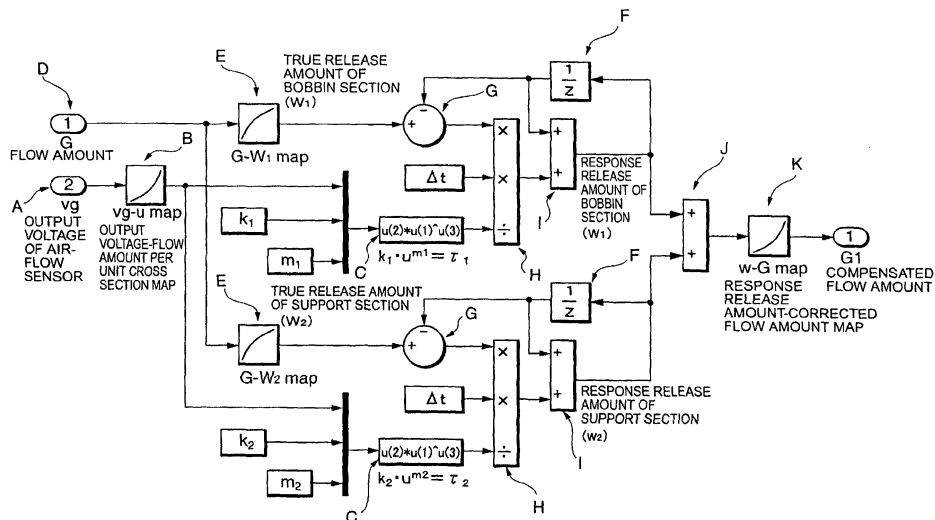 D
1
G
FLOW AMOUNT
A
2
vg
OUTPUT
VOLTAGE
OF AIR-
FLOW
SENSOR
B
vg-u map
OUTPUT
VOLTAGE-FLOW
AMOUNT PER
UNIT CROSS
SECTION MAP
E
TRUE RELEASE
AMOUNT OF
BOBBIN SECTION
(W1)
G-W1 map
k1
m1
C
u(2)*u(1)^u(3)
k1·u^m1 = τ1
Δt
−
+
G
×
×
÷
H
F
1
z
+
+
I
RESPONSE
RELEASE
AMOUNT OF
BOBBIN
SECTION
(W1)
E
TRUE RELEASE AMOUNT
OF SUPPORT SECTION
(W2)
G-W2 map
k2
m2
C
u(2)*u(1)^u(3)
k2·u^m2 = τ2
Δt
−
+
G
×
×
÷
H
F
1
z
+
+
I
RESPONSE RELEASE
AMOUNT OF
SUPPORT SECTION
(w2)
J
+
+
K
w-G map
RESPONSE
RELEASE
AMOUNT-CORRECTED
FLOW AMOUNT MAP
1
G1
COMPENSATED
FLOW AMOUNT